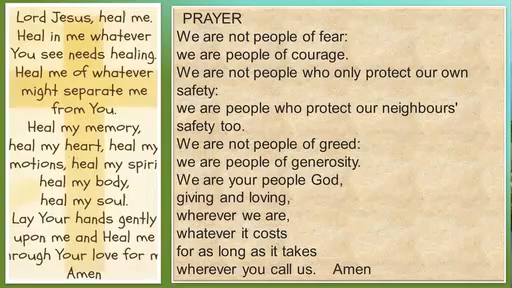 Lord Jesus, heal me.
Heal in me whatever
You see needs healing.
Heal me of whatever
might separate me
from You.
Heal my memory,
heal my heart, heal my
motions, heal my spiri
heal my body,
heal my soul.
Lay Your hands gently
upon me and Heal me
hrough Your love for m
Amen
PRAYER
We are not people of fear:
we are people of courage.
We are not people who only protect our own
safety:
we are people who protect our neighbours'
safety too.
We are not people of greed:
we are people of generosity.
We are your people God,
giving and loving,
wherever we are,
whatever it costs
for as long as it takes
wherever you call us. Amen